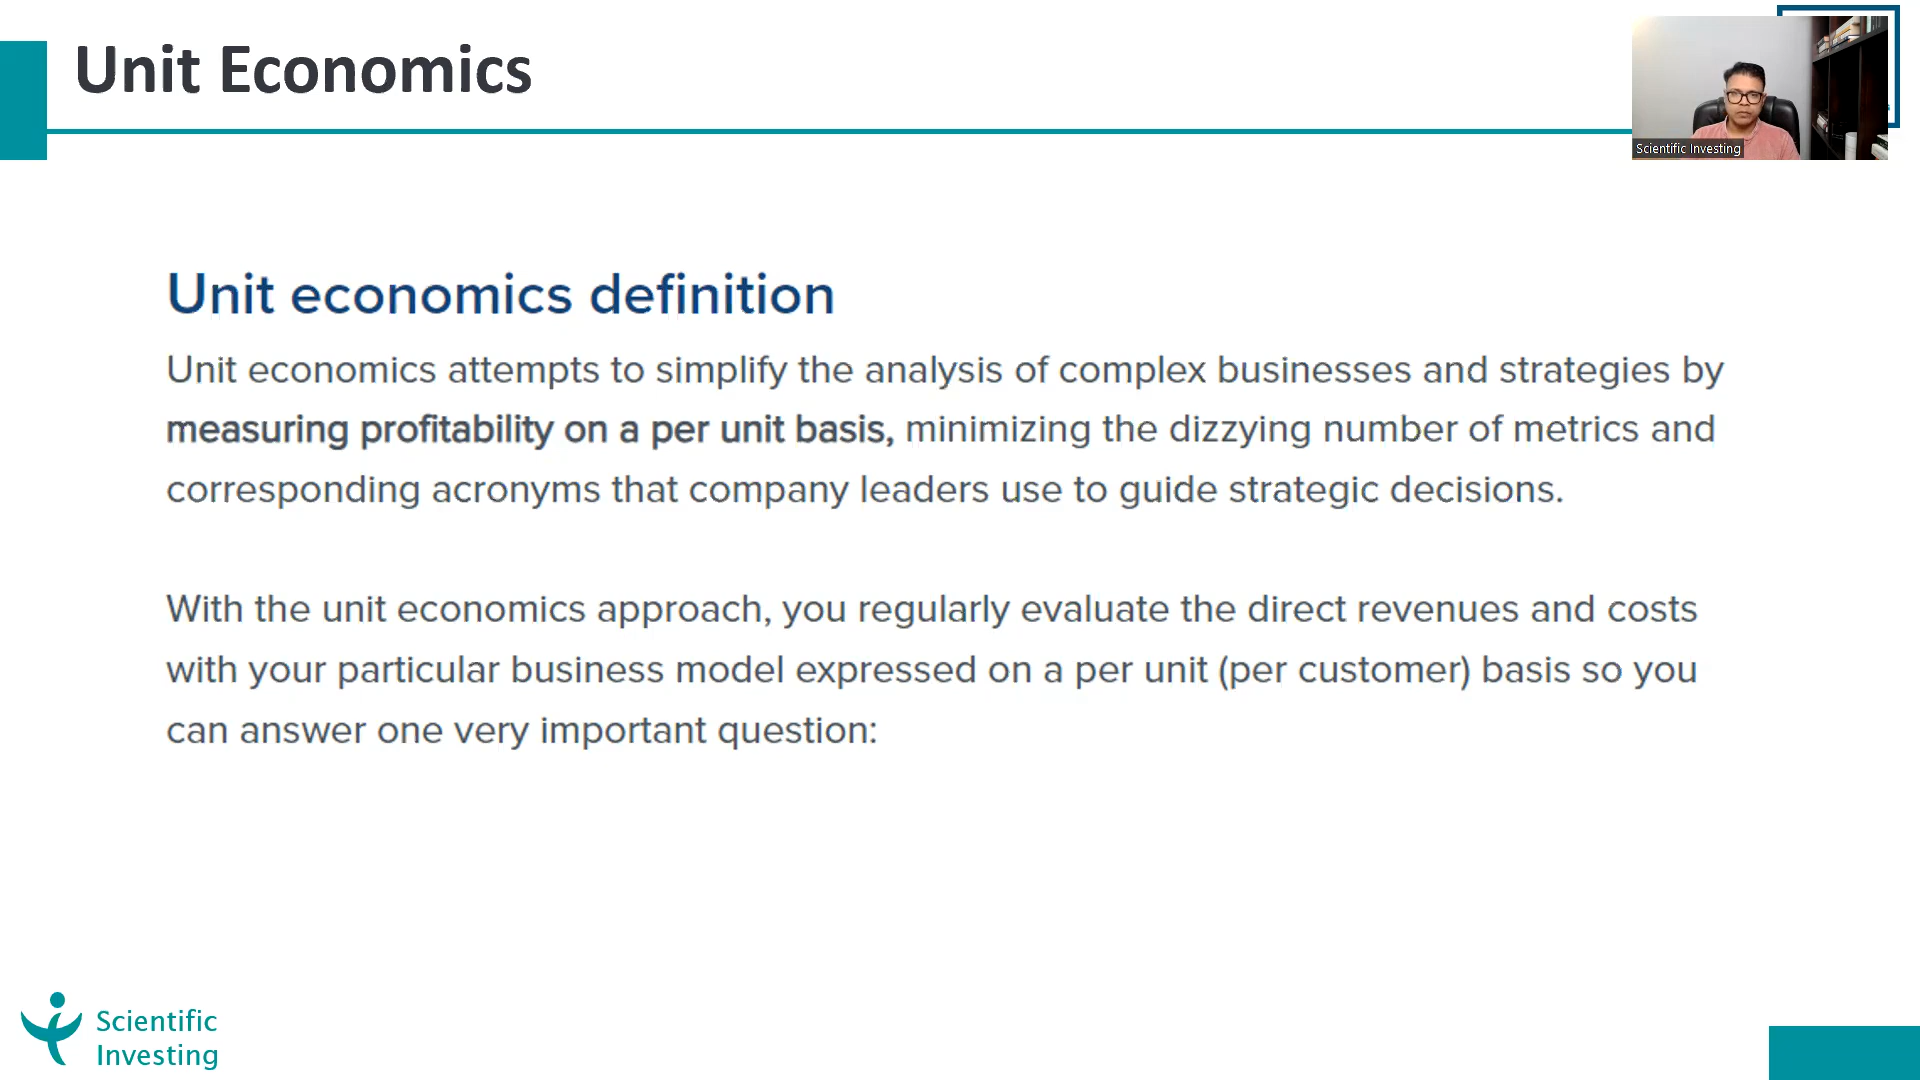 Unit Economics
Scientific Investing
Unit economics definition
Unit economics attempts to simplify the analysis of complex businesses and strategies by
measuring profitability on a per unit basis, minimizing the dizzying number of metrics and
corresponding acronyms that company leaders use to guide strategic decisions.
With the unit economics approach, you regularly evaluate the direct revenues and costs
with your particular business model expressed on a per unit (per customer) basis so you
can answer one very important question:
Scientific
Investing